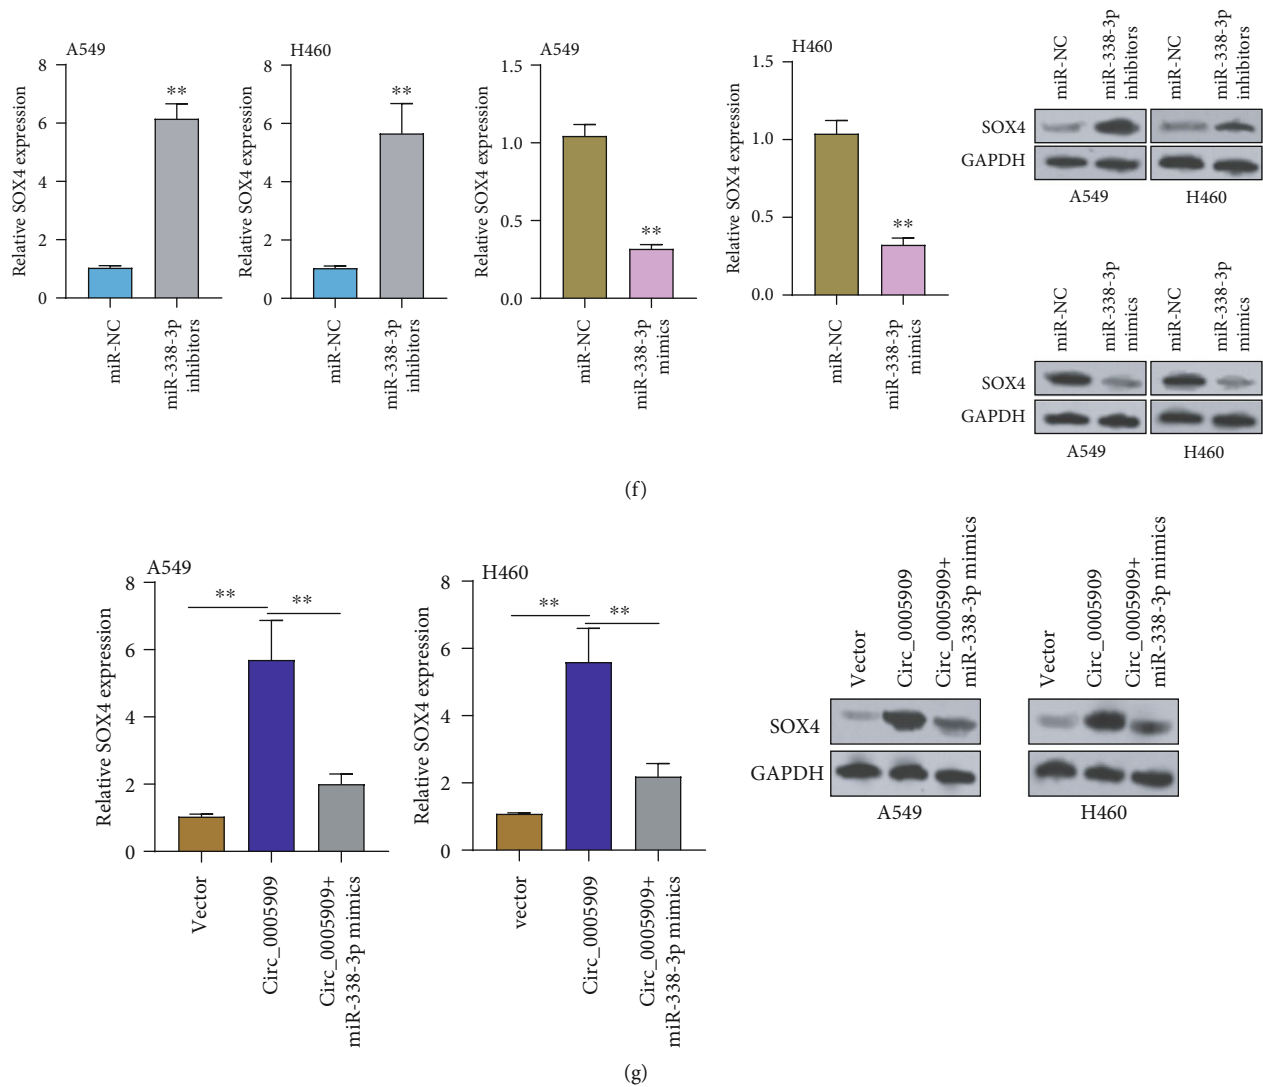 A549
Relative SOX4 expression
8
6
4
2
0
**
miR-NC
miR-338-3p
inhibitors
H460
Relative SOX4 expression
8
6
4
2
0
**
miR-NC
miR-338-3p
inhibitors
A549
Relative SOX4 expression
1.5
1.0
0.5
0.0
**
miR-NC
miR-338-3p
mimics
H460
Relative SOX4 expression
1.5
1.0
0.5
0.0
**
miR-NC
miR-338-3p
mimics
miR-NC
miR-338-3p
inhibitors
miR-NC
miR-338-3p
inhibitors
SOX4
GAPDH
A549
H460
miR-NC
miR-338-3p
mimics
miR-NC
miR-338-3p
mimics
SOX4
GAPDH
A549
H460
(f)
A549
Relative SOX4 expression
8
6
4
2
0
**
**
Vector
Circ_0005909
Circ_0005909+
miR-338-3p mimics
H460
Relative SOX4 expression
8
6
4
2
0
**
**
vector
Circ_0005909
Circ_0005909+
miR-338-3p mimics
Vector
Circ_0005909
Circ_0005909+
miR-338-3p mimics
Vector
Circ_0005909
Circ_0005909+
miR-338-3p mimics
SOX4
GAPDH
A549
H460
(g)